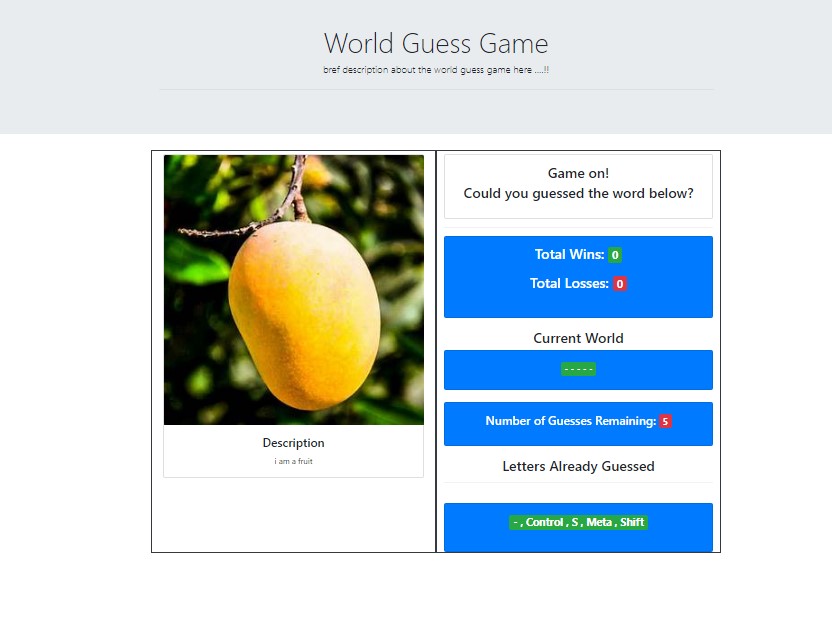 World Guess Game
bref description about the world guess game here ....!!
Description
i am a fruit
Game on!
Could you guessed the word below?
Total Wins: 0
Total Losses: 0
Current World
- - - - -
Number of Guesses Remaining: 5
Letters Already Guessed
- , Control , S , Meta , Shift